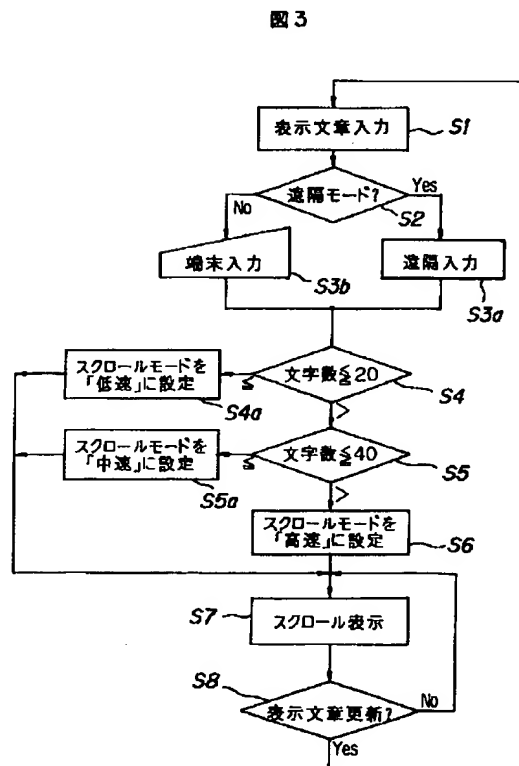 図3
表示文章入力
S1
遠隔モード?
Yes
No
S2
端末入力
S3b
遠隔入力
S3a
スクロールモードを
「低速」に設定
S4a
≦
文字数≦20
S4
>
スクロールモードを
「中速」に設定
S5a
≦
文字数≦40
S5
>
スクロールモードを
「高速」に設定
S6
S7
スクロール表示
S8
表示文章更新?
No
Yes